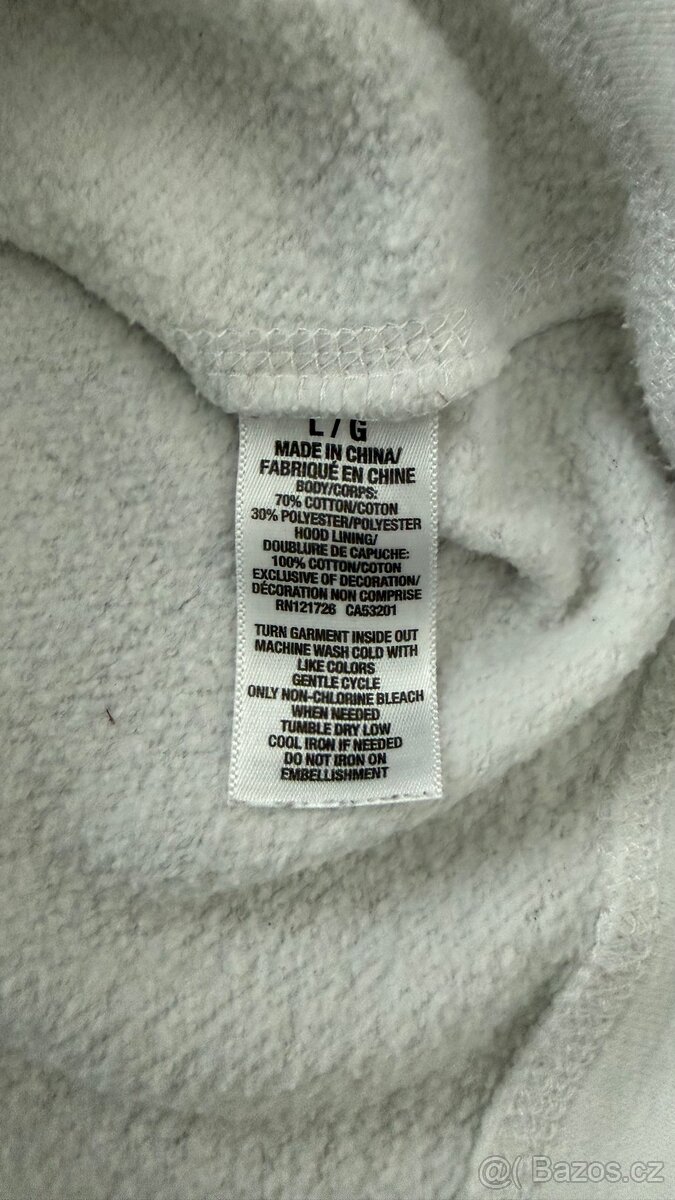 L / G
MADE IN CHINA/
FABRIQUÉ EN CHINE
BODY/CORPS:
70% COTTON/COTON
30% POLYESTER/POLYESTER
HOOD LINING/
DOUBLURE DE CAPUCHE:
100% COTTON/COTON
EXCLUSIVE OF DECORATION/
DÉCORATION NON COMPRISE
RN121726 CA53201
TURN GARMENT INSIDE OUT
MACHINE WASH COLD WITH
LIKE COLORS
GENTLE CYCLE
ONLY NON-CHLORINE BLEACH
WHEN NEEDED
TUMBLE DRY LOW
COOL IRON IF NEEDED
DO NOT IRON ON
EMBELLISHMENT
@( Bazos.cz